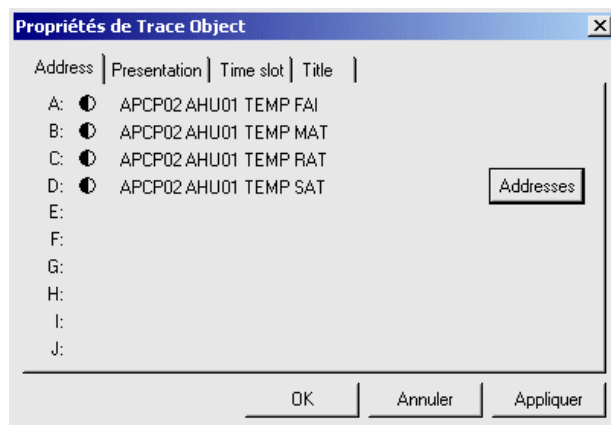 Propriétés de Trace Object
Address Presentation Time slot Title
A: APCP02 AHU01 TEMP FAI
B: APCP02 AHU01 TEMP MAT
C: APCP02 AHU01 TEMP RAT
D: APCP02 AHU01 TEMP SAT
Addresses
E:
F:
G:
H:
I:
J:
OK Annuler Appliquer